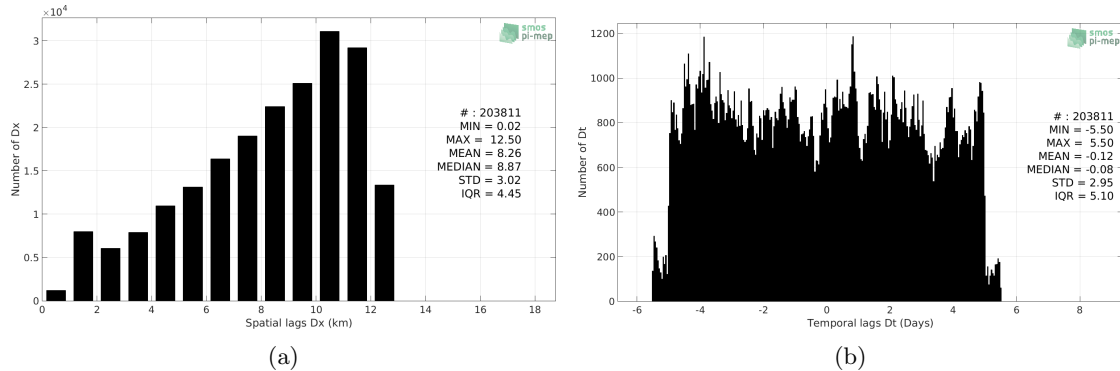 ×10⁴
3
2.5
2
1.5
1
0.5
0
Number of Dx
0 2 4 6 8 10 12 14 16 18
Spatial lags Dx (km)
smos
pi-mep
# : 203811
MIN = 0.02
MAX = 12.50
MEAN = 8.26
MEDIAN = 8.87
STD = 3.02
IQR = 4.45
(a)
1200
1000
800
600
400
200
0
Number of Dt
-6 -4 -2 0 2 4 6 8
Temporal lags Dt (Days)
smos
pi-mep
# : 203811
MIN = -5.50
MAX = 5.50
MEAN = -0.12
MEDIAN = -0.08
STD = 2.95
IQR = 5.10
(b)